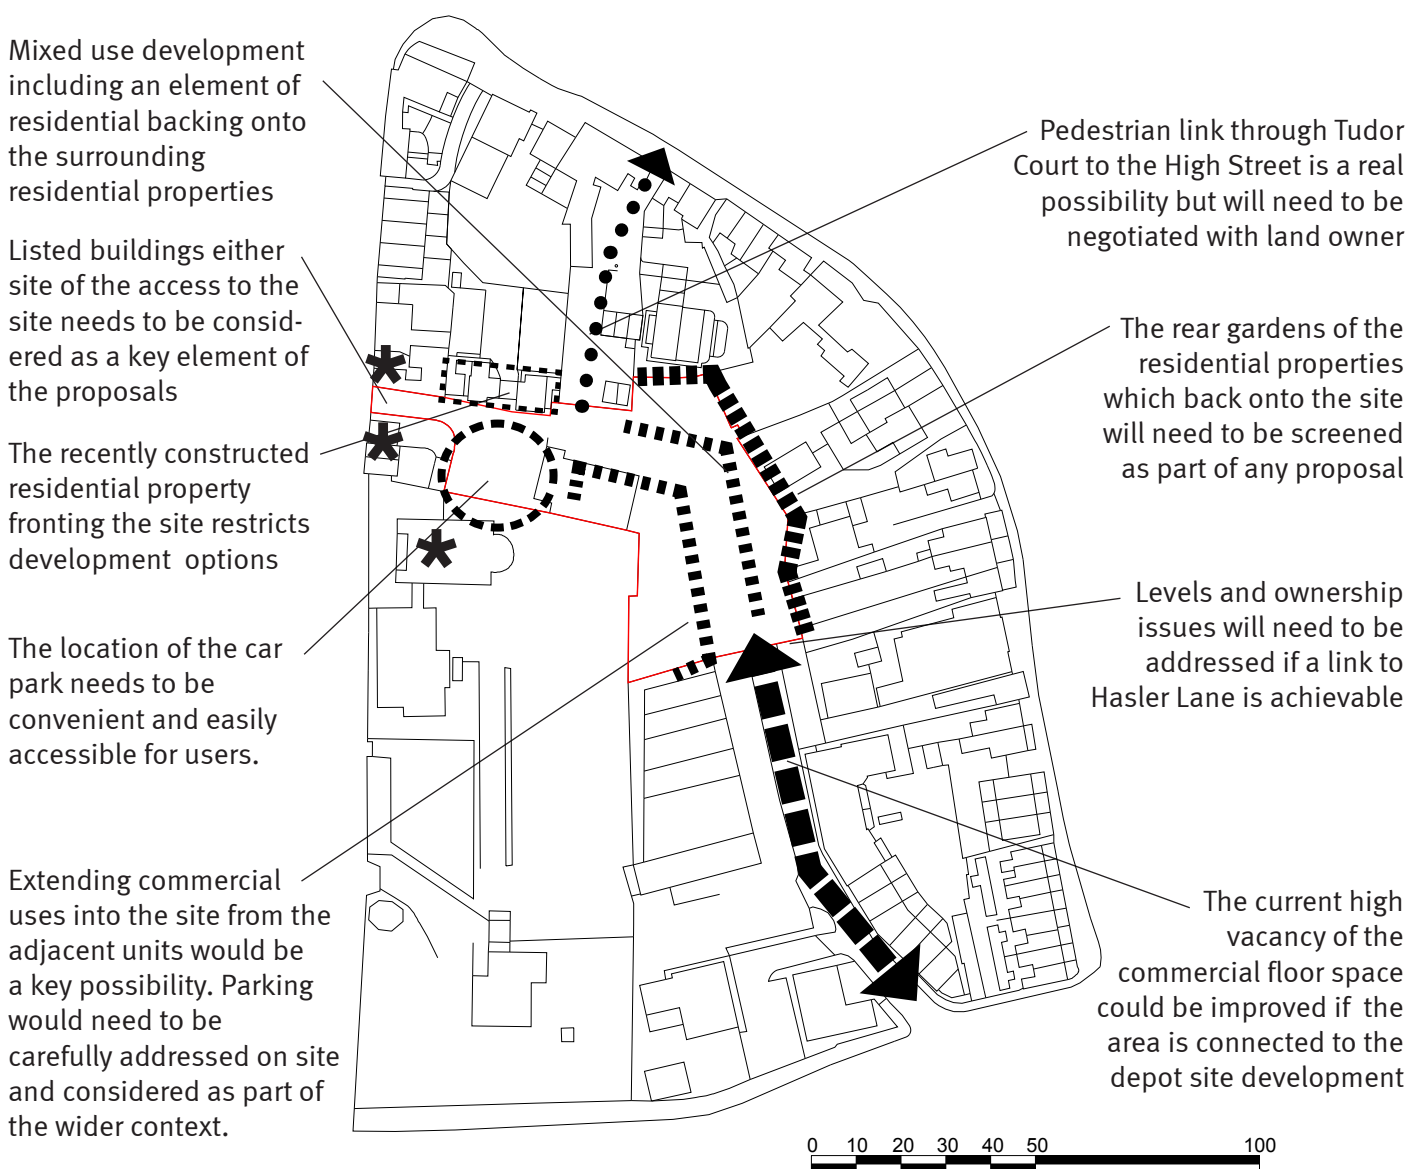 Mixed use development
including an element of
residential backing onto
the surrounding
residential properties
Listed buildings either
site of the access to the
site needs to be consid-
ered as a key element of
the proposals
The recently constructed
residential property
fronting the site restricts
development options
The location of the car
park needs to be
convenient and easily
accessible for users.
Extending commercial
uses into the site from the
adjacent units would be
a key possibility. Parking
would need to be
carefully addressed on site
and considered as part of
the wider context.
Pedestrian link through Tudor
Court to the High Street is a real
possibility but will need to be
negotiated with land owner
The rear gardens of the
residential properties
which back onto the site
will need to be screened
as part of any proposal
Levels and ownership
issues will need to be
addressed if a link to
Hasler Lane is achievable
The current high
vacancy of the
commercial floor space
could be improved if the
area is connected to the
depot site development
0 10 20 30 40 50 100